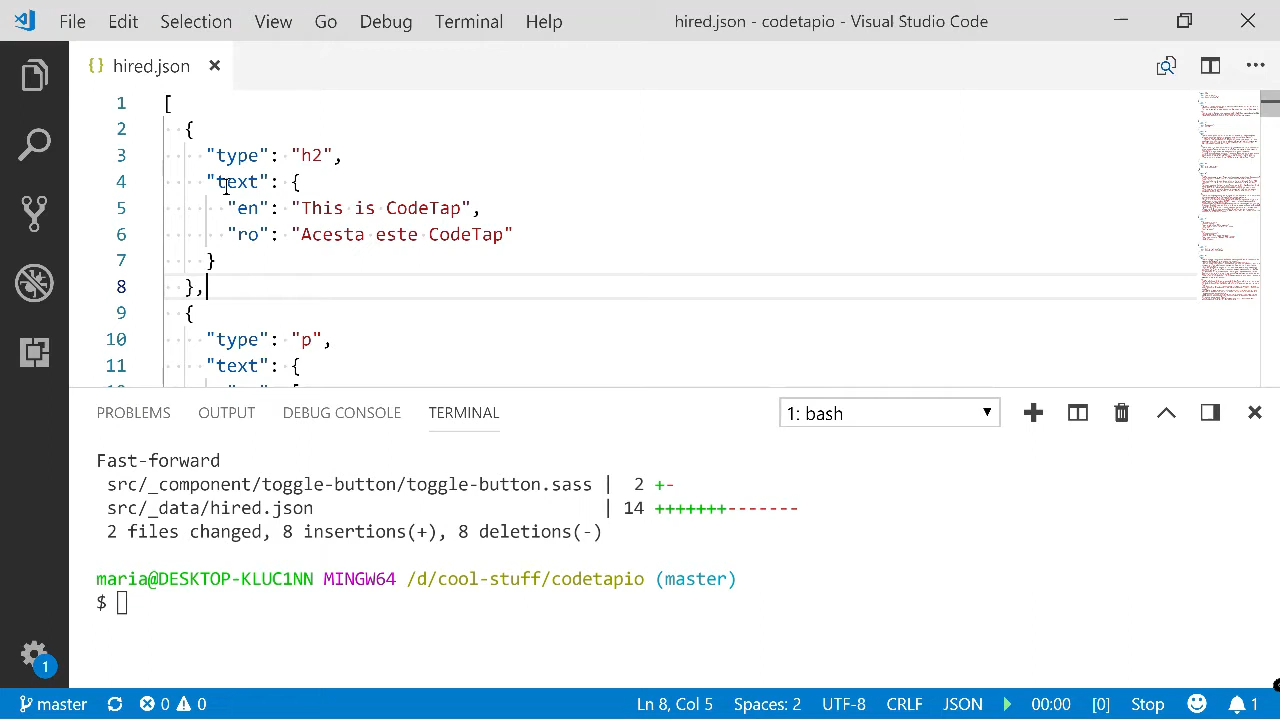 File Edit Selection View Go Debug Terminal Help hired.json - codetapio - Visual Studio Code
{} hired.json
1 [
2 {
3 "type": "h2",
4 "text": {
5 "en": "This is CodeTap",
6 "ro": "Acesta este CodeTap"
7 }
8 },
9 {
10 "type": "p",
11 "text": {
PROBLEMS OUTPUT DEBUG CONSOLE TERMINAL 1: bash
Fast-forward
src/_component/toggle-button/toggle-button.sass | 2 +-
src/_data/hired.json | 14 +++++++-------
2 files changed, 8 insertions(+), 8 deletions(-)
maria@DESKTOP-KLUC1NN MINGW64 /d/cool-stuff/codetapio (master)
$
1
master 0 0 Ln 8, Col 5 Spaces: 2 UTF-8 CRLF JSON 00:00 [0] Stop 1